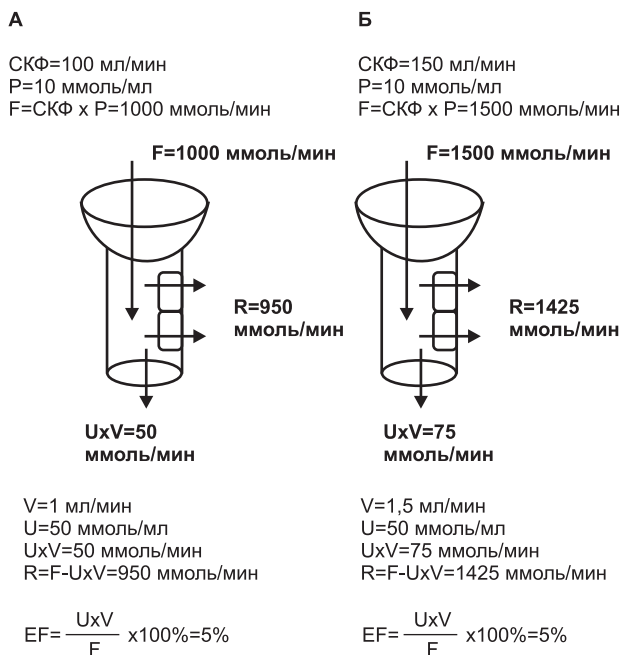 А
СКФ=100 мл/мин
P=10 ммоль/мл
F=СКФ x P=1000 ммоль/мин
F=1000 ммоль/мин
R=950
ммоль/мин
UxV=50
ммоль/мин
V=1 мл/мин
U=50 ммоль/мл
UxV=50 ммоль/мин
R=F-UxV=950 ммоль/мин
EF= UxV x100%=5%
F
Б
СКФ=150 мл/мин
P=10 ммоль/мл
F=СКФ x P=1500 ммоль/мин
F=1500 ммоль/мин
R=1425
ммоль/мин
UxV=75
ммоль/мин
V=1,5 мл/мин
U=50 ммоль/мл
UxV=75 ммоль/мин
R=F-UxV=1425 ммоль/мин
EF= UxV x100%=5%
F